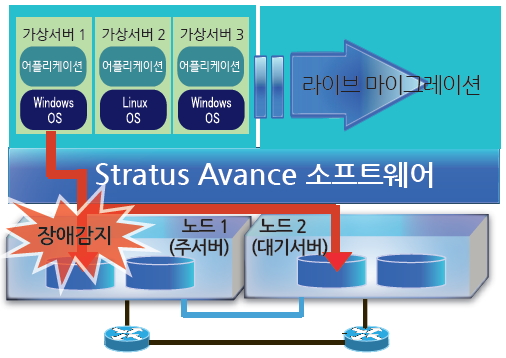 가상서버 1 가상서버 2 가상서버 3
어플리케이션 어플리케이션 어플리케이션
Windows OS Linux OS Windows OS
라이브 마이그레이션
Stratus Avance 소프트웨어
장애감지
노드 1
(주서버)
노드 2
(대기서버)